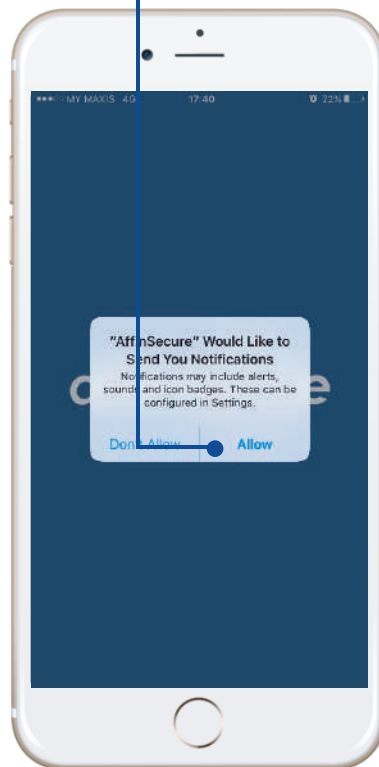 MY MAXIS 4G 17:40 22%
"AffinSecure" Would Like to
Send You Notifications
Notifications may include alerts,
sounds and icon badges. These can be
configured in Settings.
Don't Allow Allow